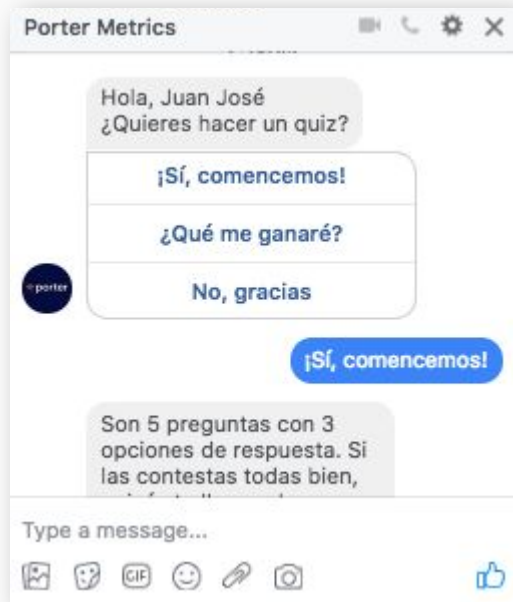 Porter Metrics
Hola, Juan José
¿Quieres hacer un quiz?
¡Sí, comencemos!
¿Qué me ganaré?
No, gracias
porter
¡Sí, comencemos!
Son 5 preguntas con 3
opciones de respuesta. Si
las contestas todas bien,
Type a message...
GIF